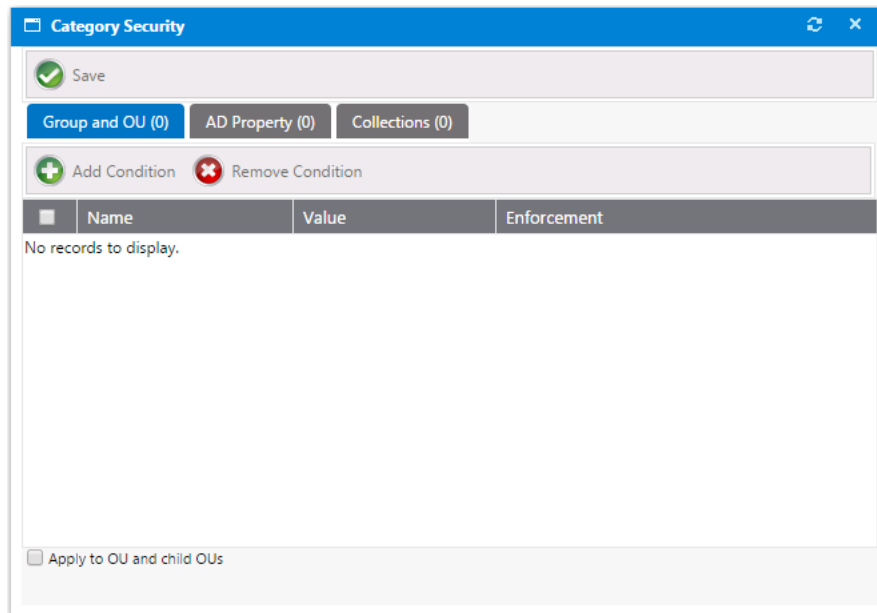 Category Security
Save
Group and OU (0) AD Property (0) Collections (0)
Add Condition Remove Condition
Name Value Enforcement
No records to display.
Apply to OU and child OUs